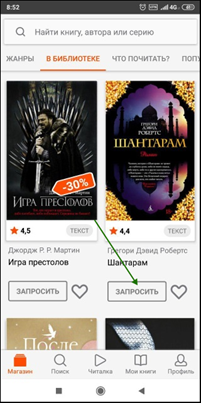 8:52
4G
Найти книгу, автора или серию
ЖАНРЫ В БИБЛИОТЕКЕ ЧТО ПОЧИТАТЬ? ПОПУ
ИГРА ПРЕСТОЛОВ
-30%
ГРЕГОРИ ДЭВИД
РОБЕРТС
ШАНТАРАМ
4,5 ТЕКСТ
4,4 ТЕКСТ
Джордж Р. Р. Мартин
Игра престолов
Грегори Дэвид Робертс
Шантарам
ЗАПРОСИТЬ
ЗАПРОСИТЬ
После
Магазин Поиск Читалка Мои книги Профиль